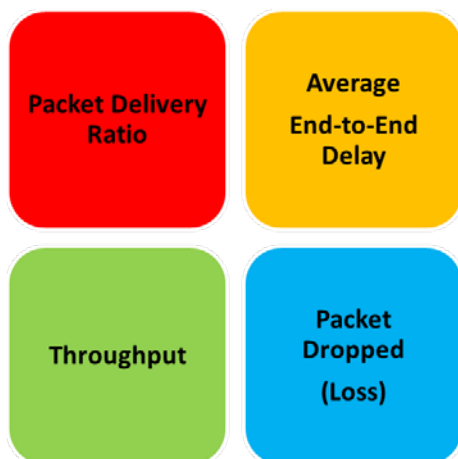 Packet Delivery
Ratio
Average
End-to-End
Delay
Throughput
Packet
Dropped
(Loss)